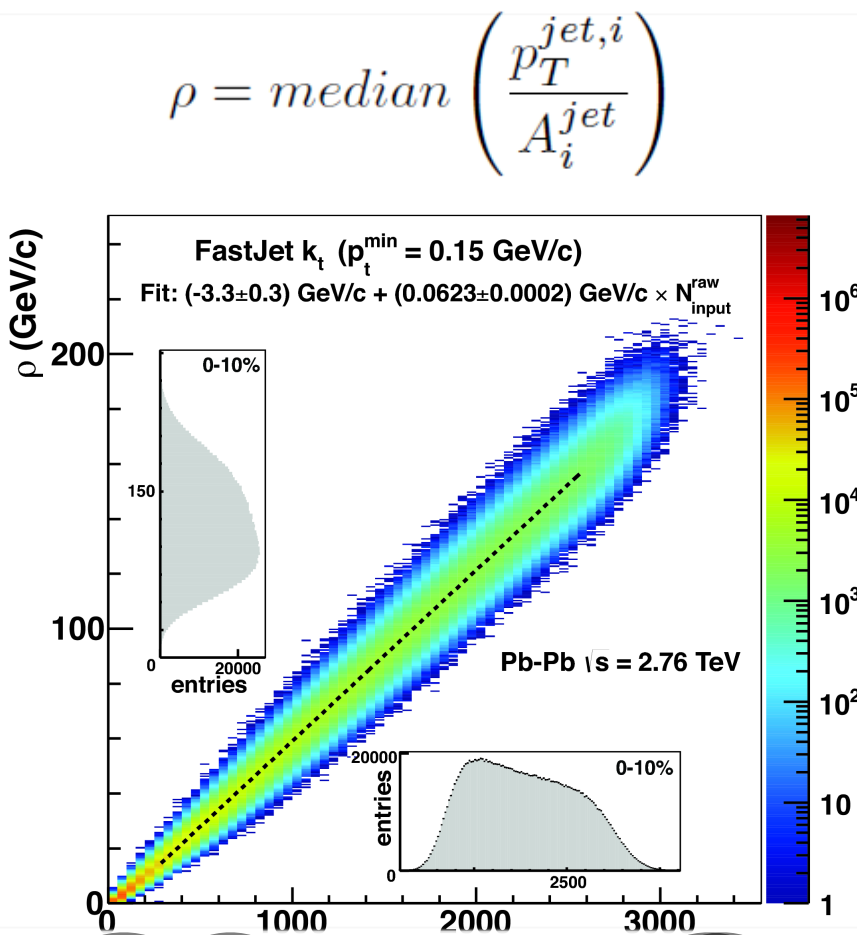 ρ = median ( p_T^{jet,i} / A_i^{jet} )
ρ (GeV/c)
FastJet k_t (p_t^{min} = 0.15 GeV/c)
Fit: (-3.3±0.3) GeV/c + (0.0623±0.0002) GeV/c × N_{input}^{raw}
200
100
0
0-10%
150
0 20000
entries
Pb-Pb √s = 2.76 TeV
20000
entries
0-10%
0 2500
0 1000 2000 3000
10^6
10^5
10^4
10^3
10^2
10
1